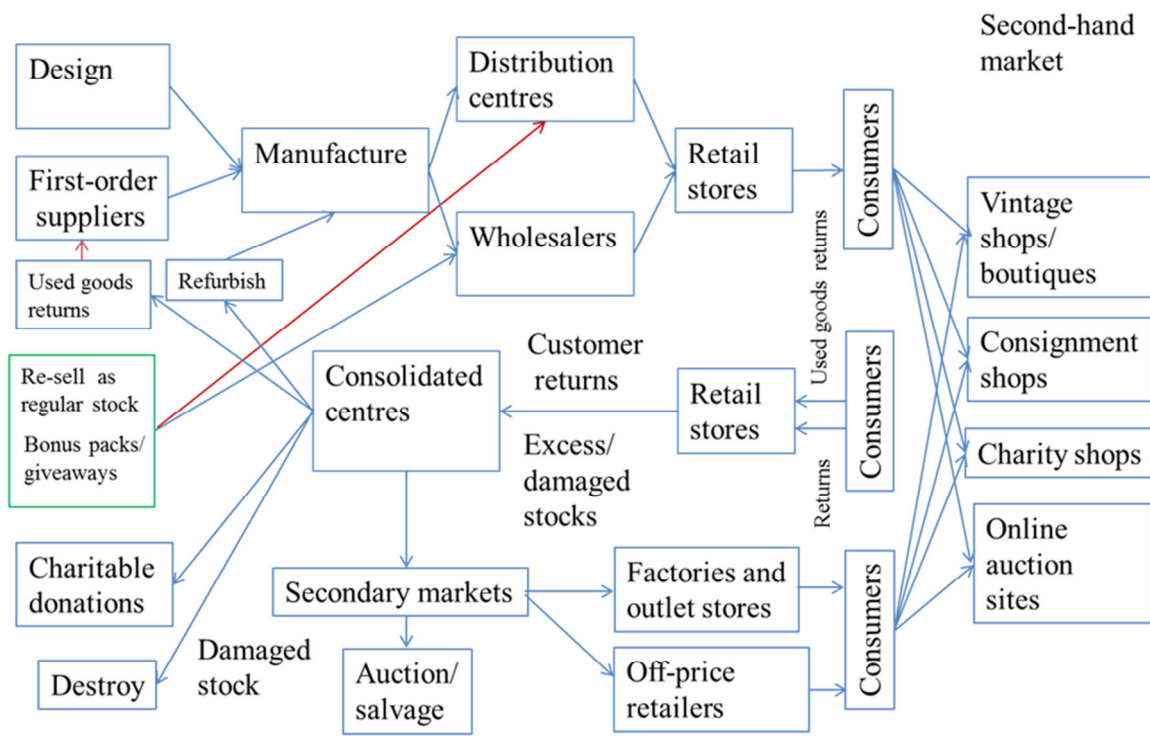 Second-hand
market
Design
Distribution
centres
Consumers
Manufacture
Retail
stores
First-order
suppliers
Vintage
shops/
boutiques
Wholesalers
Used goods
returns
Refurbish
Used goods returns
Consignment
shops
Customer
returns
Consolidated
centres
Retail
stores
Consumers
Re-sell as
regular stock
Bonus packs/
giveaways
Excess/
damaged
stocks
Returns
Charity shops
Online
auction
sites
Charitable
donations
Secondary markets
Factories and
outlet stores
Consumers
Damaged
stock
Destroy
Auction/
salvage
Off-price
retailers